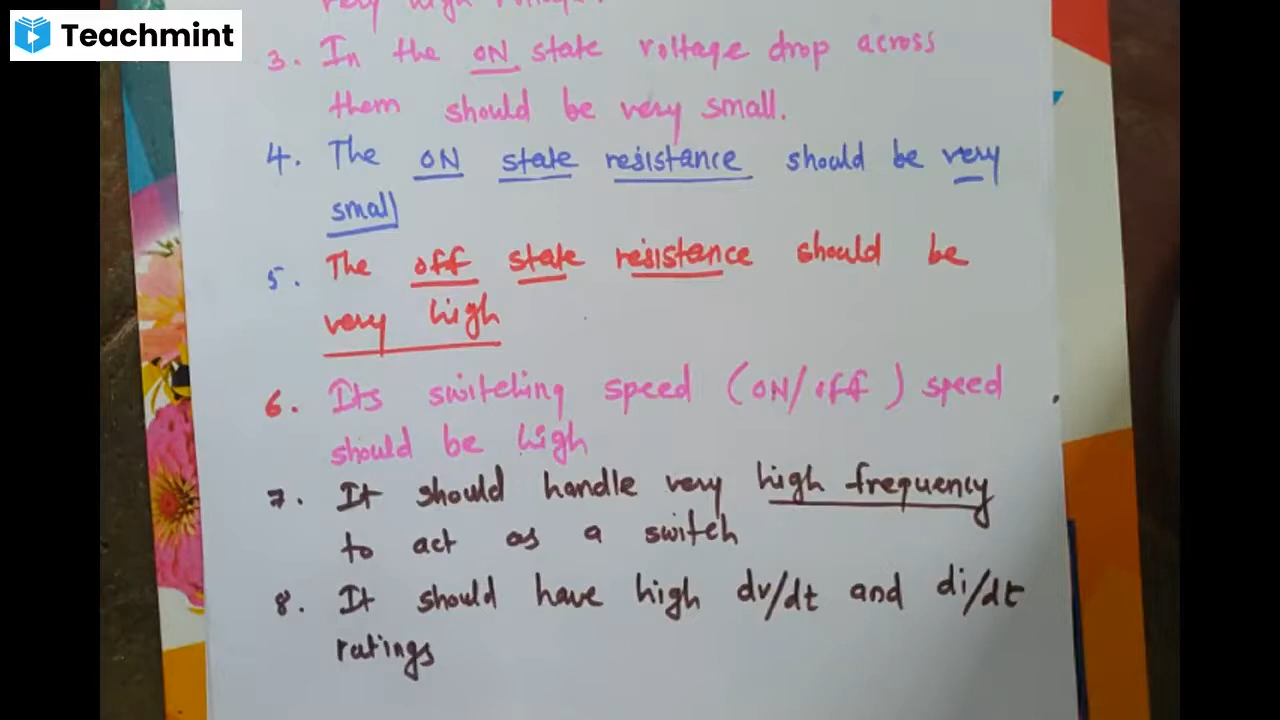 Teachmint
very high
3. In the ON state voltage drop across
them should be very small.
4. The ON state resistance should be very
small
5. The off state resistance should be
very high
6. Its switching speed (ON/off) speed
should be high
7. It should handle very high frequency
to act as a switch
8. It should have high dv/dt and di/dt
ratings